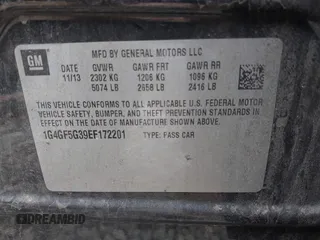 GM
MFD BY GENERAL MOTORS LLC
DATE GVWR GAWR FRT GAWR RR
11/13 2302 KG 1206 KG 1096 KG
5074 LB 2658 LB 2416 LB
THIS VEHICLE CONFORMS TO ALL APPLICABLE U.S. FEDERAL MOTOR
VEHICLE SAFETY, BUMPER, AND THEFT PREVENTION STANDARDS
IN EFFECT ON THE DATE OF MANUFACTURE SHOWN ABOVE.
1G4GF5G39EF172201 TYPE: PASS CAR
DREAMBID